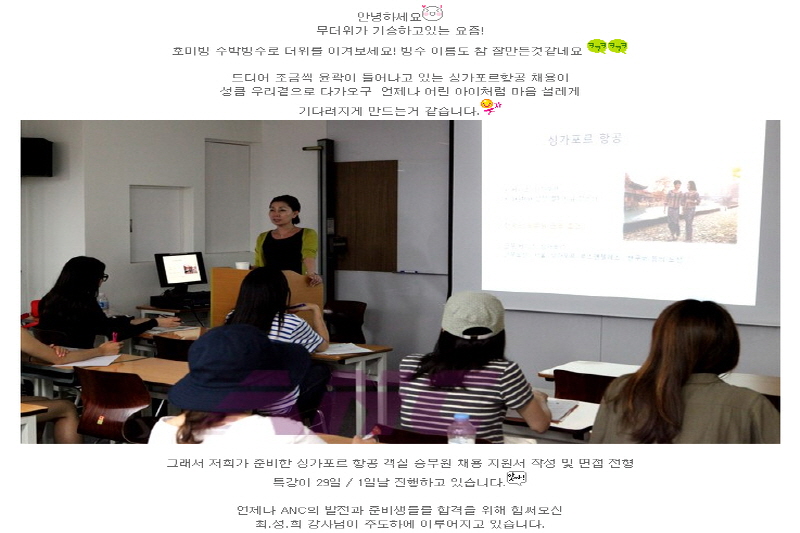 안녕하세요
무더위가 기승하고있는 요즘!
호미빙 수박빙수로 더위를 이겨보세요! 빙수 이름도 참 잘만든것같네요 ㅋㅋㅋ ㅋㅋㅋ
드디어 조금씩 윤곽이 들어나고 있는 싱가포르항공 채용이
성큼 우리곁으로 다가오구 언제나 어린 아이처럼 마음 설레게
기다려지게 만드는거 같습니다.
싱가포르 항공
그래서 저희가 준비한 싱가포르 항공 객실 승무원 채용 지원서 작성 및 면접 전형
특강이 29일 / 1일날 진행하고 있습니다.
언제나 ANC의 발전과 준비생들를 합격을 위해 힘써오신
최.성.희 강사님이 주도하에 이루어지고 있습니다.